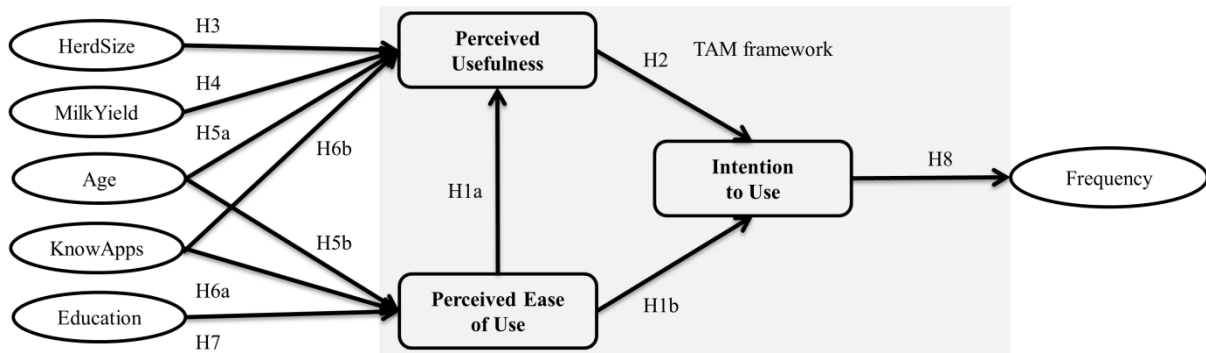 HerdSize
H3
Perceived
Usefulness
TAM framework
H2
MilkYield
H4
H5a
H6b
Age
H1a
Intention
to Use
H8
Frequency
KnowApps
H5b
H6a
Perceived Ease
of Use
H1b
Education
H7